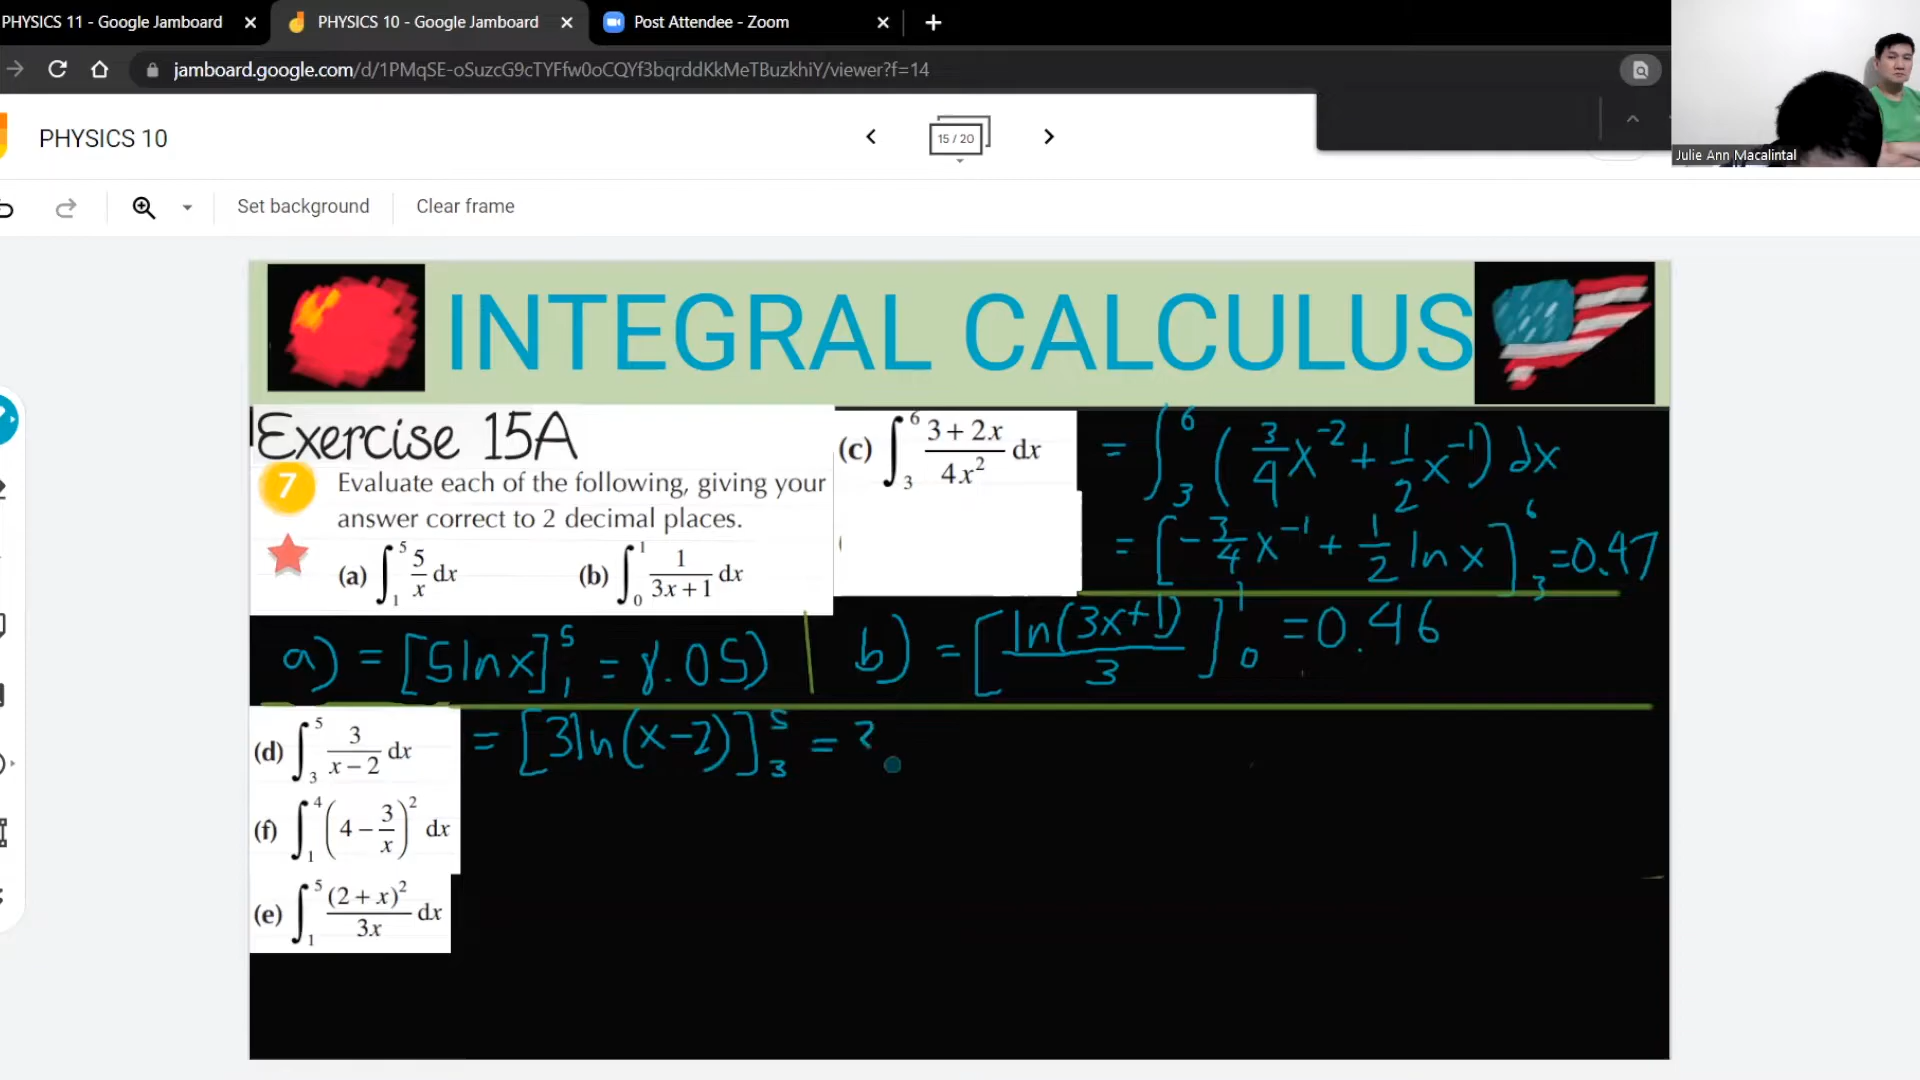 PHYSICS 11 - Google Jamboard
PHYSICS 10 - Google Jamboard
Post Attendee - Zoom
jamboard.google.com/d/1PMqSE-oSuzcG9cTYFfw0oCQYf3bqrddKkMeTBuzkhiY/viewer?f=14
Julie Ann Macalintal
PHYSICS 10
15 / 20
Set background
Clear frame
INTEGRAL CALCULUS
Exercise 15A
7 Evaluate each of the following, giving your
answer correct to 2 decimal places.
(a) ∫₁⁵ 5/x dx (b) ∫₀¹ 1/(3x+1) dx
(c) ∫₃⁶ (3+2x)/(4x²) dx = ∫₃⁶ (3/4 x⁻² + 1/2 x⁻¹) dx
= [-3/4 x⁻¹ + 1/2 ln x]₃⁶ = 0.47
a) = [5lnx]₁⁵ = 8.05)
b) = [ln(3x+1)/3]₀¹ = 0.46
(d) ∫₃⁵ 3/(x−2) dx = [3ln(x−2)]₃⁵ =
(f) ∫₁⁴ (4 − 3/x)² dx
(e) ∫₁⁵ (2+x)²/(3x) dx